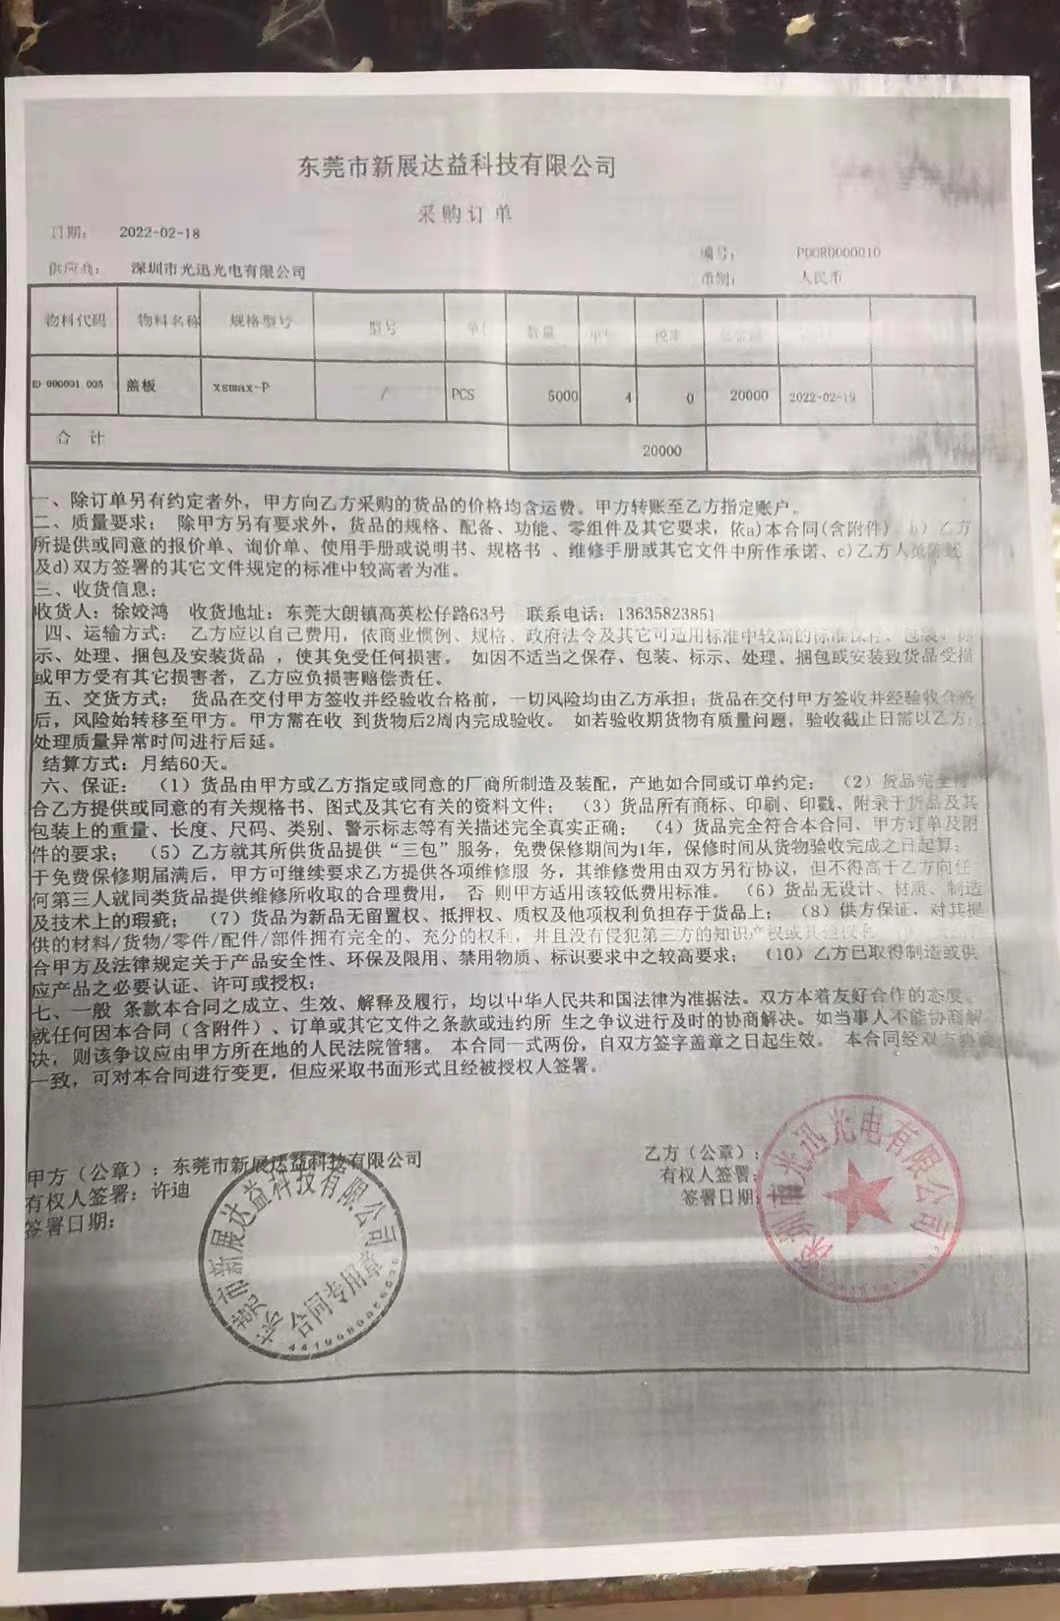 东莞市新展达益科技有限公司
采购订单
日期: 2022-02-18
编号: POORD000010
供应商: 深圳市光迅光电有限公司
币别: 人民币
物料代码 物料名称 规格型号 型号 数量 税率
000001.005 盖板 xsmax-P / PCS 5000 4 0 20000 2022-02-19
合 计 20000
一、除订单另有约定者外，甲方向乙方采购的货品的价格均含运费。甲方转账至乙方指定账户。
二、质量要求： 除甲方另有要求外，货品的规格、配备、功能、零组件及其它要求，依a)本合同(含附件)、b) 乙方
所提供或同意的报价单、询价单、使用手册或说明书、规格书 、维修手册或其它文件中所作承诺、c)乙方
及d)双方签署的其它文件规定的标准中较高者为准。
三、收货信息:
收货人：徐姣鸿 收货地址：东莞大朗镇高英松仔路63号 联系电话：13635823851
四、运输方式： 乙方应以自己费用，依商业惯例、规格、政府法令及其它可适用标准中较高的标准保存、包装、标
示、处理、捆包及安装货品 ，使其免受任何损害。 如因不适当之保存、包装、标示、处理、捆包或安装致货品受损
或甲方受有其它损害者，乙方应负损害赔偿责任。
五、交货方式： 货品在交付甲方签收并经验收合格前，一切风险均由乙方承担；货品在交付甲方签收并经验收合格
后，风险始转移至甲方。甲方需在收 到货物后2周内完成验收。 如若验收期货物有质量问题，验收截止日需以乙方
处理质量异常时间进行后延。
结算方式：月结60天。
六、保证： （1）货品由甲方或乙方指定或同意的厂商所制造及装配，产地如合同或订单约定； （2）货品完全符
合乙方提供或同意的有关规格书、图式及其它有关的资料文件； （3）货品所有商标、印刷、印戳、附录于货品及其
包装上的重量、长度、尺码、类别、警示标志等有关描述完全真实正确； （4）货品完全符合本合同、甲方订单及附
件的要求； （5）乙方就其所供货品提供“三包”服务，免费保修期间为1年，保修时间从货物验收完成之日起算；
于免费保修期届满后，甲方可继续要求乙方提供各项维修服 务，其维修费用由双方另行协议，但不得高于乙方向任
何第三人就同类货品提供维修所收取的合理费用， 否 则甲方适用该较低费用标准。（6）货品无设计、材质、制造
及技术上的瑕疵； （7）货品为新品无留置权、抵押权、质权及他项权利负担存于货品上； （8）供方保证，对其提
供的材料/货物/零件/配件/部件拥有完全的、充分的权利，并且没有侵犯第三方的知识产权或其他权利
合甲方及法律规定关于产品安全性、环保及限用、禁用物质、标识要求中之较高要求； （10）乙方已取得制造或供
应产品之必要认证、许可或授权；
七、一般 条款本合同之成立、生效、解释及履行，均以中华人民共和国法律为准据法。双方本着友好合作的态度，
就任何因本合同（含附件）、订单或其它文件之条款或违约所 生之争议进行及时的协商解决。如当事人不能协商解
决，则该争议应由甲方所在地的人民法院管辖。 本合同一式两份，自双方签字盖章之日起生效。 本合同经双方协商
一致，可对本合同进行变更，但应采取书面形式且经被授权人签署。
甲方（公章）：东莞市新展达益科技有限公司
有权人签署：许迪
签署日期：
乙方（公章）：
有权人签署：
签署日期：
东莞市新展达益科技有限公司
合同专用章
深圳市光迅光电有限公司